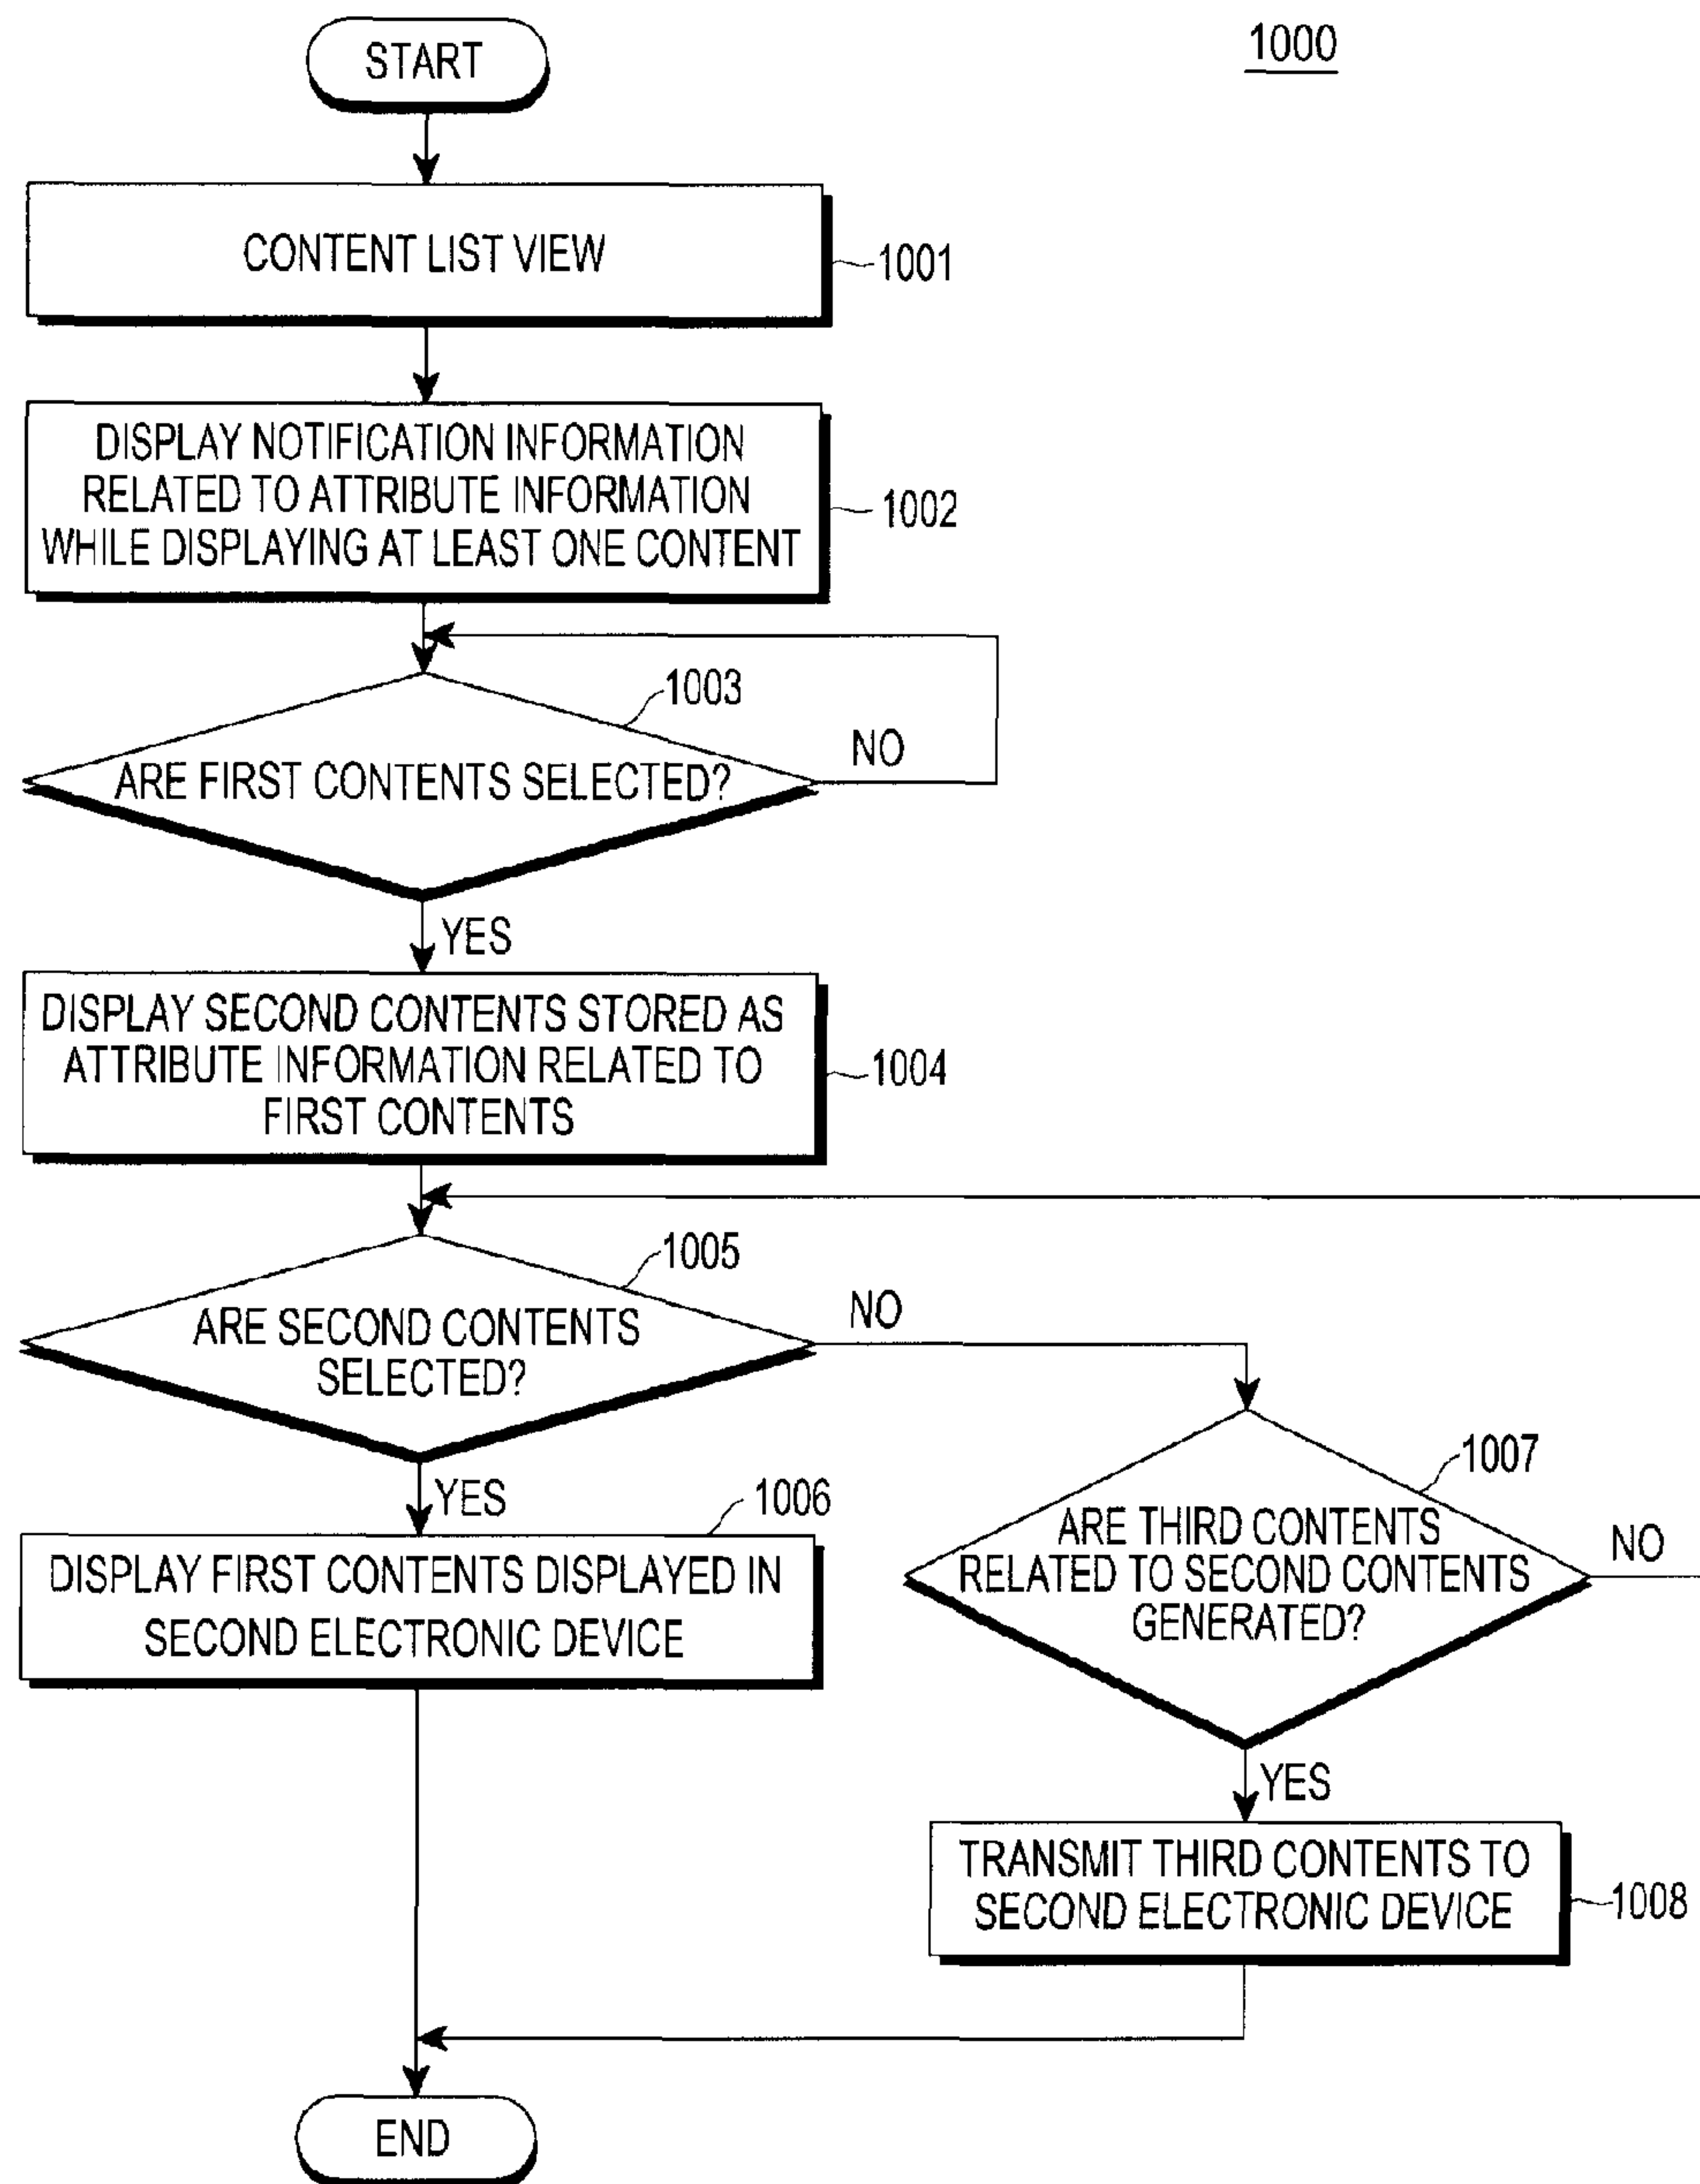 1000
START
CONTENT LIST VIEW
1001
DISPLAY NOTIFICATION INFORMATION
RELATED TO ATTRIBUTE INFORMATION
WHILE DISPLAYING AT LEAST ONE CONTENT
1002
1003
ARE FIRST CONTENTS SELECTED?
NO
YES
DISPLAY SECOND CONTENTS STORED AS
ATTRIBUTE INFORMATION RELATED TO
FIRST CONTENTS
1004
1005
ARE SECOND CONTENTS
SELECTED?
NO
YES
1006
DISPLAY FIRST CONTENTS DISPLAYED IN
SECOND ELECTRONIC DEVICE
1007
ARE THIRD CONTENTS
RELATED TO SECOND CONTENTS
GENERATED?
NO
YES
TRANSMIT THIRD CONTENTS TO
SECOND ELECTRONIC DEVICE
1008
END